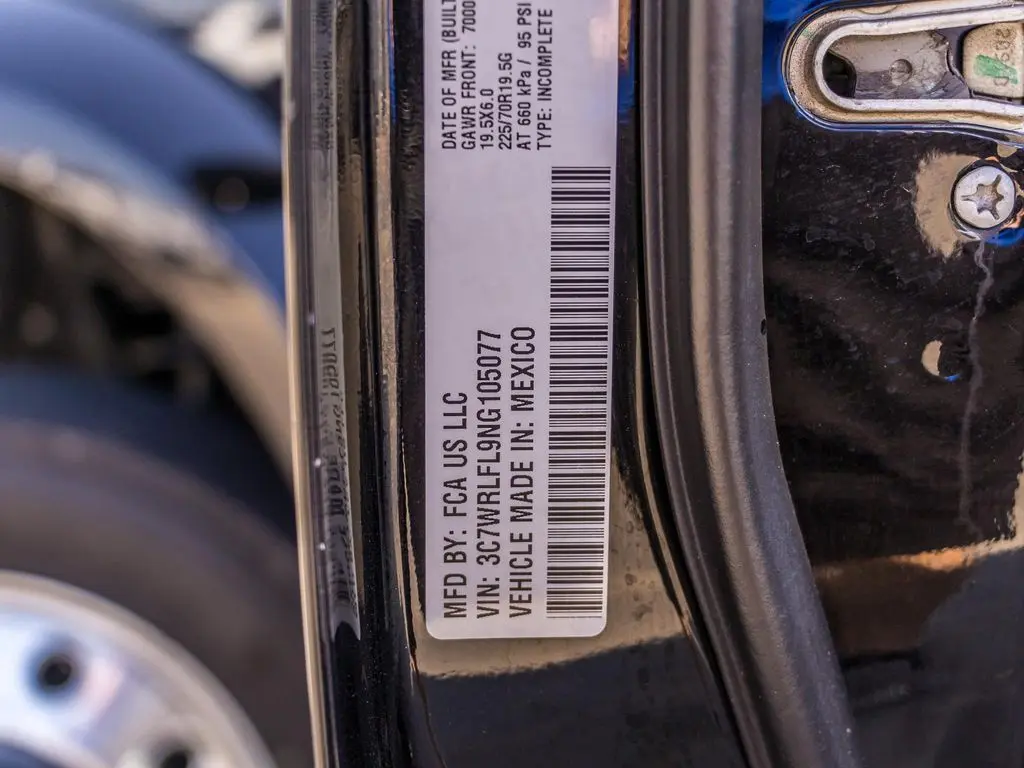 DATE OF MFR (BUILT
GAWR FRONT: 7000
19.5X6.0
225/70R19.5G
AT 660 kPa / 95 PSI
TYPE: INCOMPLETE
MFD BY: FCA US LLC
VIN: 3C7WRLFL9NG105077
VEHICLE MADE IN: MEXICO